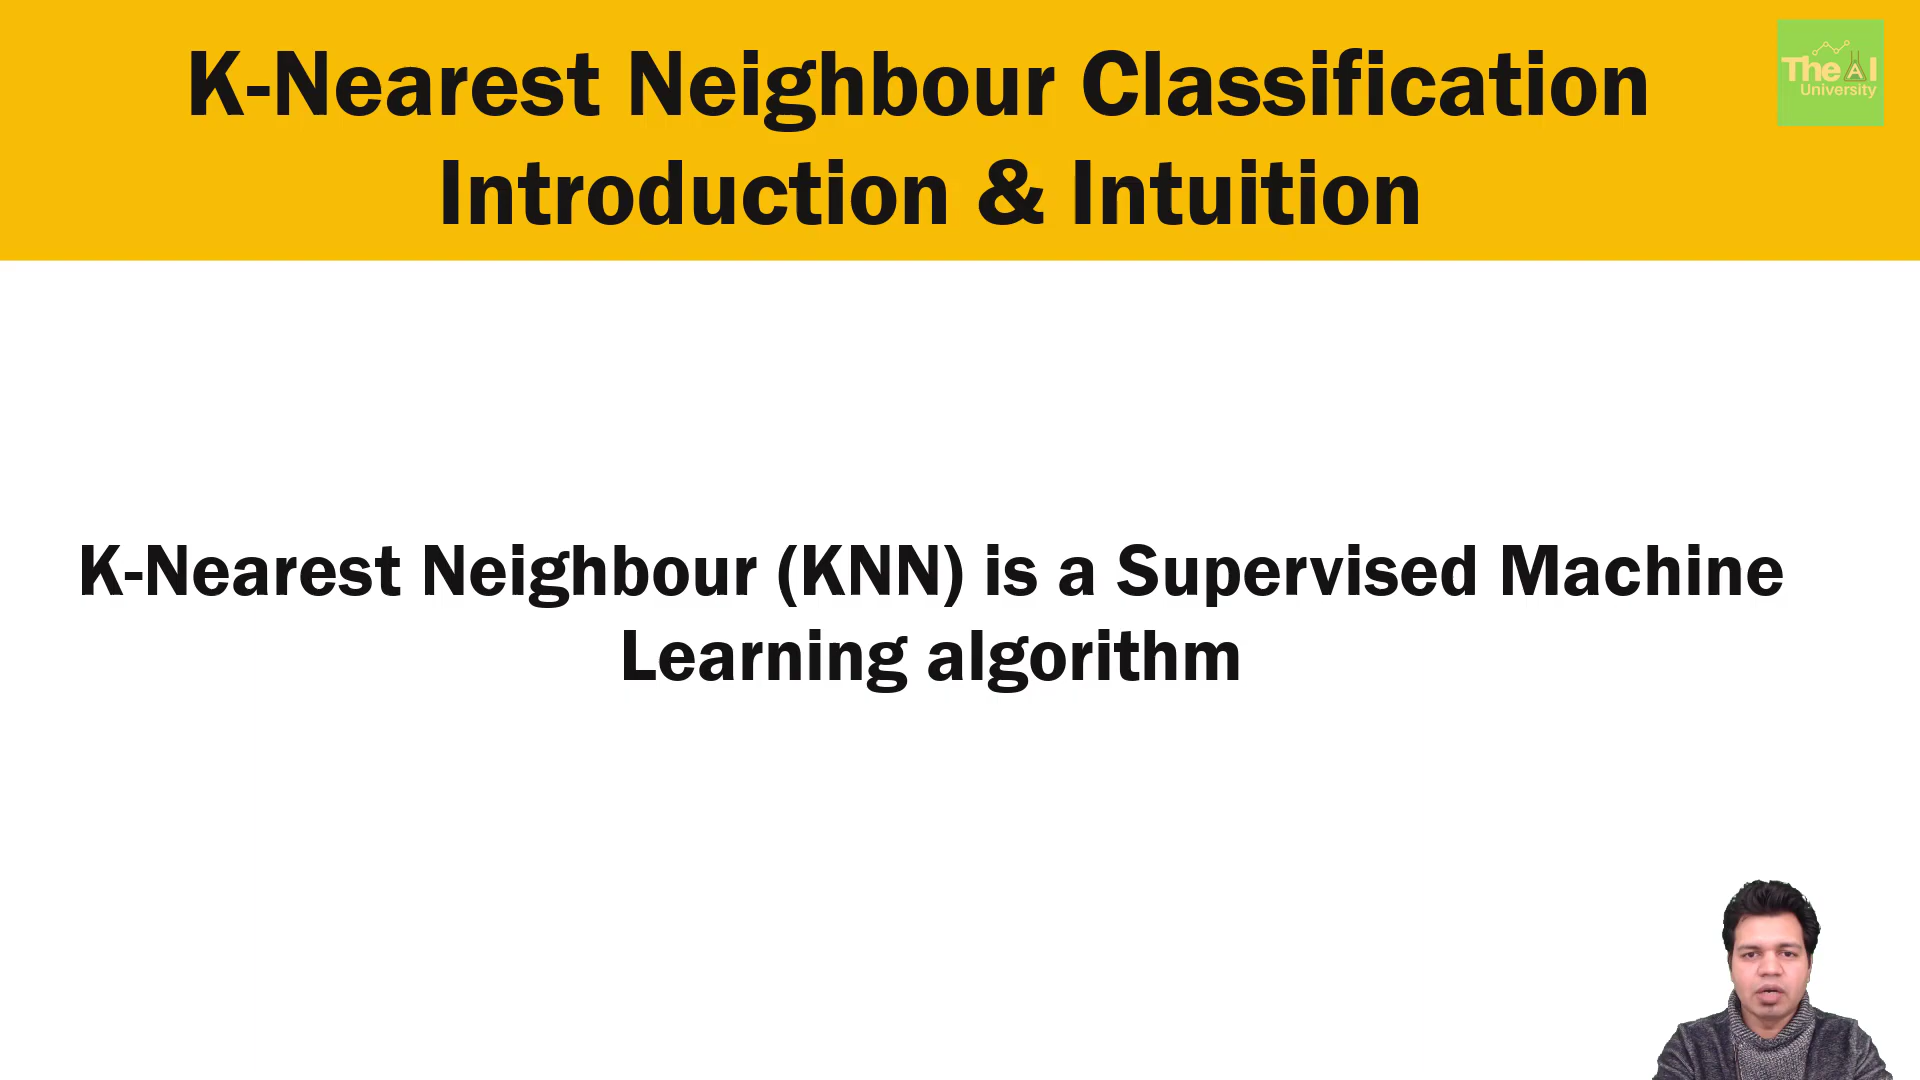 K-Nearest Neighbour Classification
Introduction & Intuition
The AI
University
K-Nearest Neighbour (KNN) is a Supervised Machine
Learning algorithm